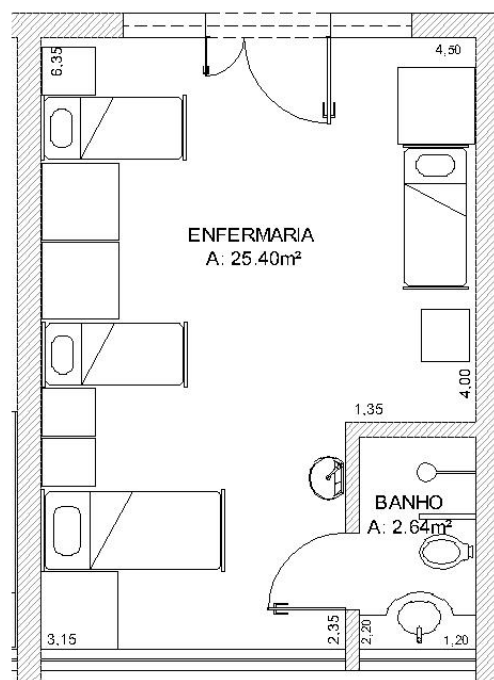 6,35
4,50
ENFERMARIA
A: 25.40m²
4,00
1,35
BANHO
A: 2.64m²
3,15
2,35
2,20
1,20